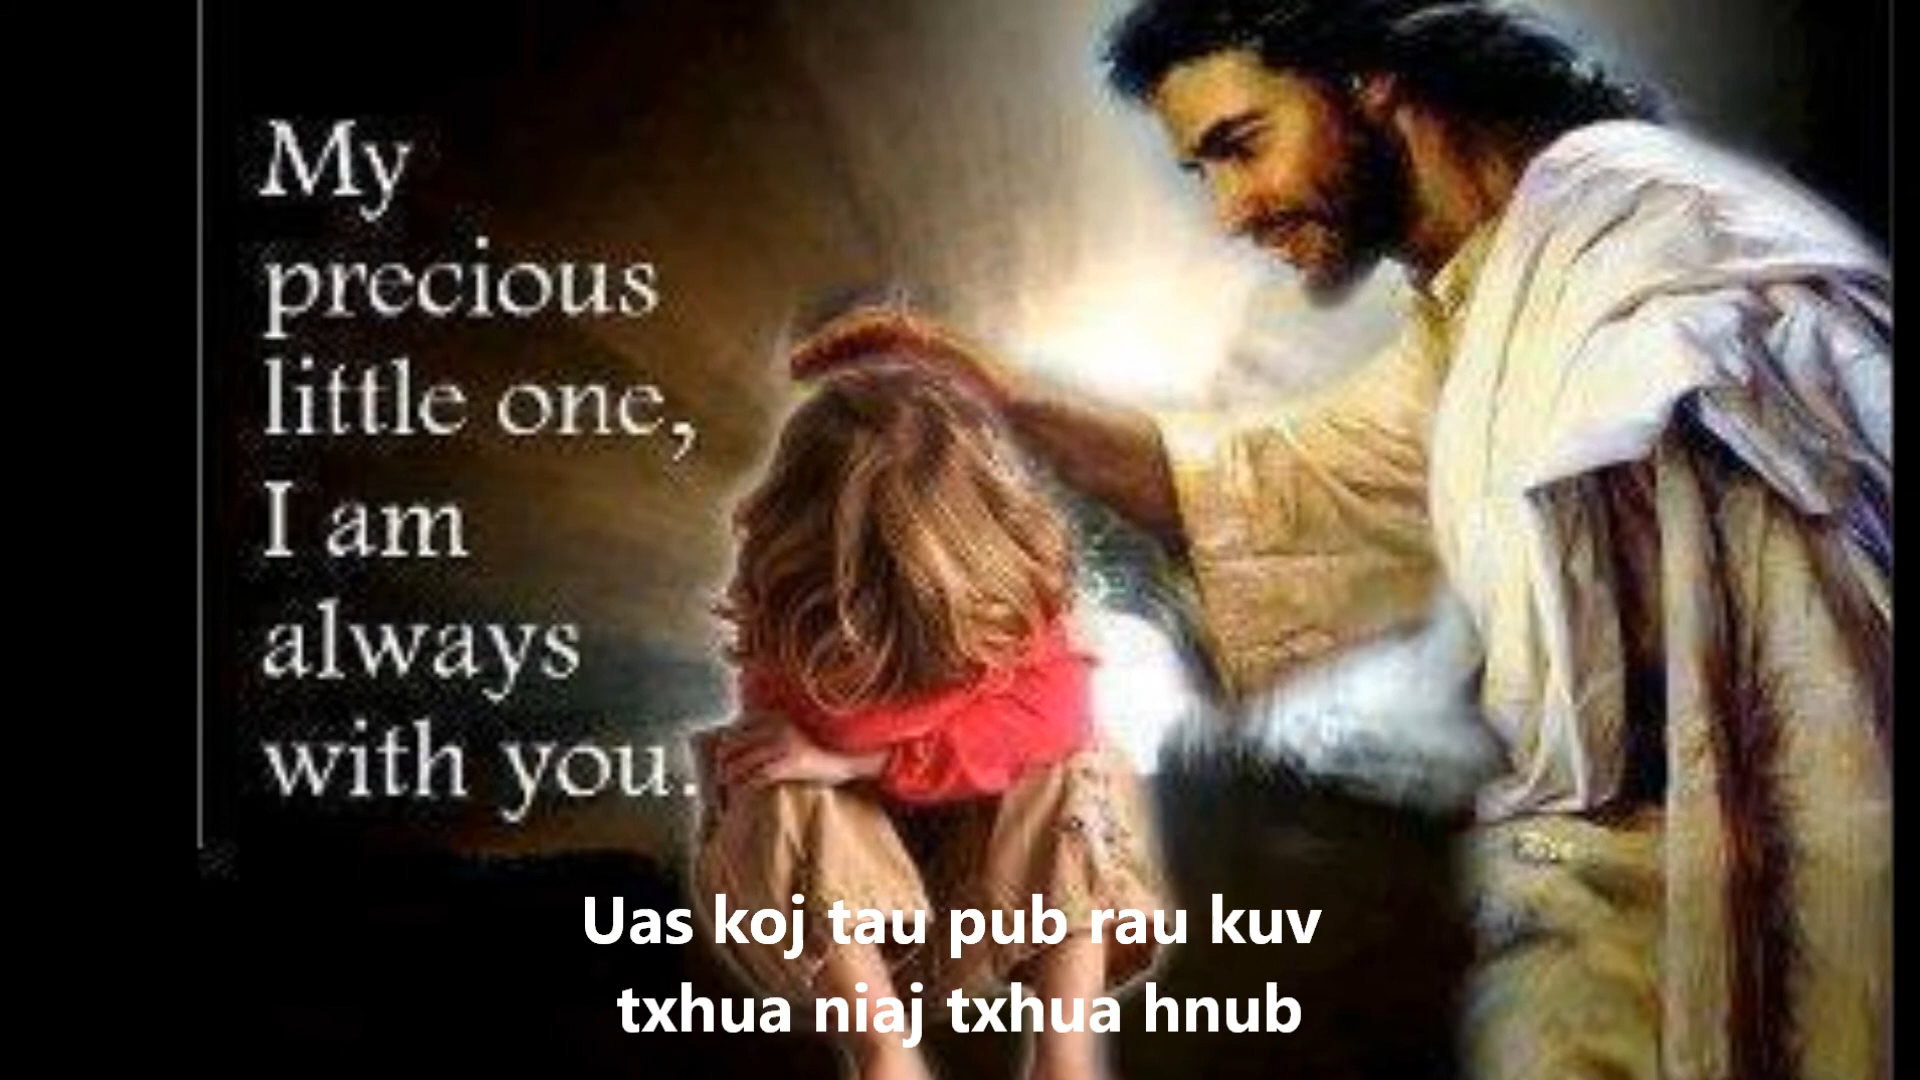 My
precious
little one,
I am
always
with you.
Uas koj tau pub rau kuv
txhua niaj txhua hnub